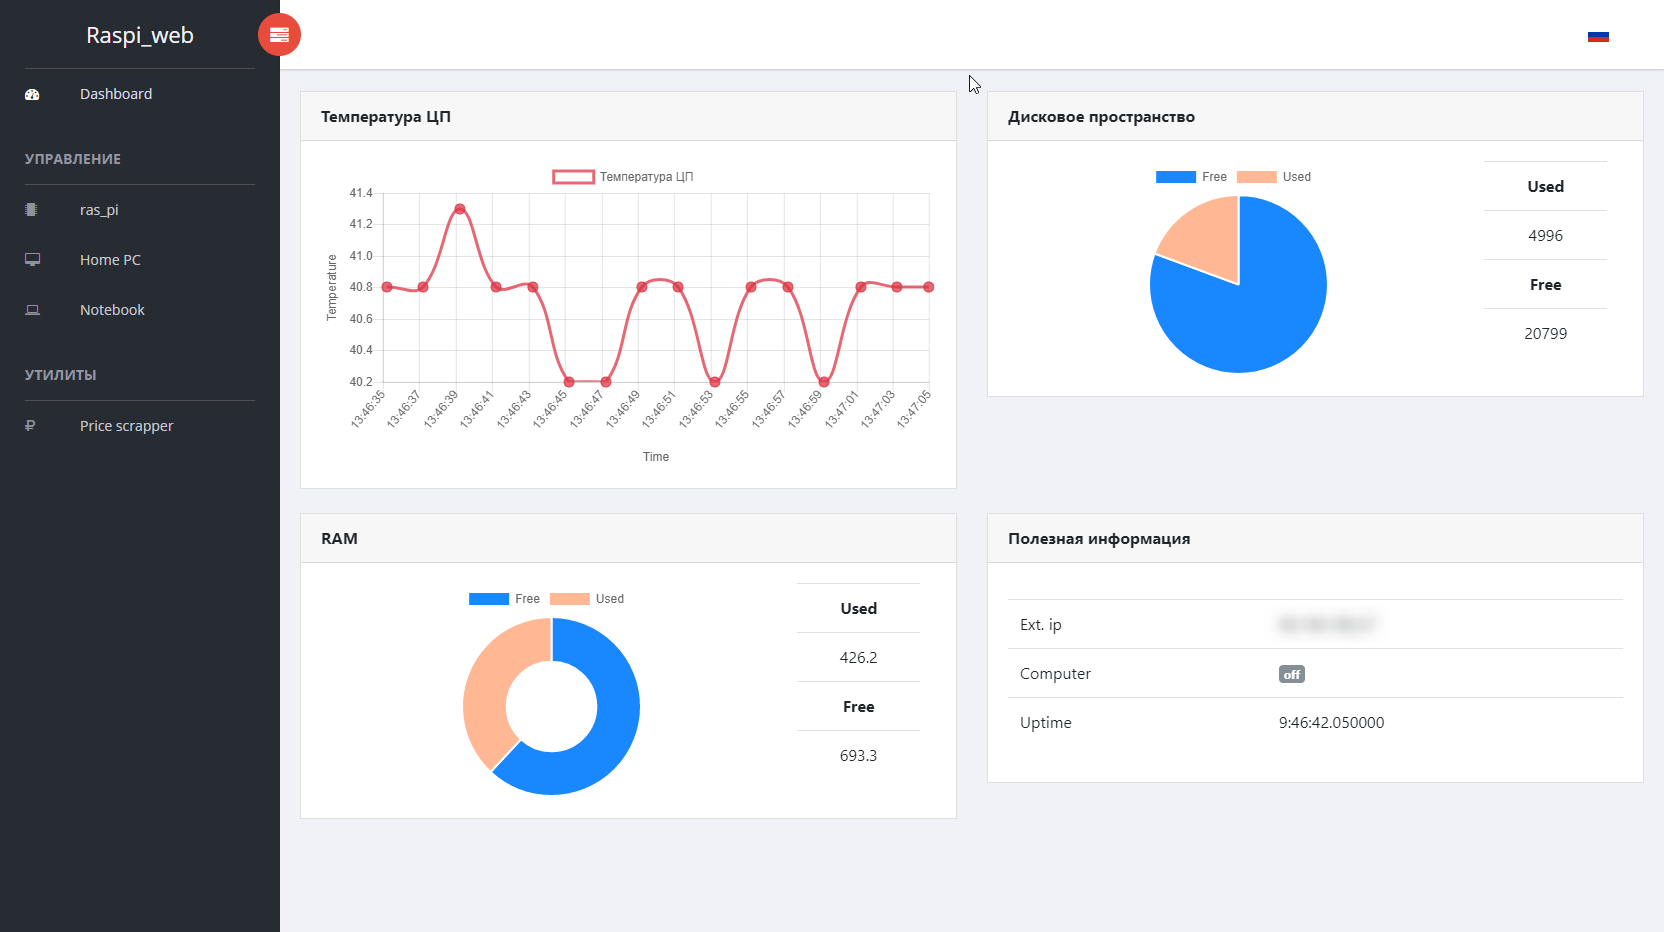 Raspi_web
Dashboard
УПРАВЛЕНИЕ
ras_pi
Home PC
Notebook
УТИЛИТЫ
Price scrapper
Температура ЦП
Температура ЦП
Temperature
41.4
41.2
41.0
40.8
40.6
40.4
40.2
13:46:35 13:46:37 13:46:39 13:46:41 13:46:43 13:46:45 13:46:47 13:46:49 13:46:51 13:46:53 13:46:55 13:46:57 13:46:59 13:47:01 13:47:03 13:47:05
Time
Дисковое пространство
Free Used
Used
4996
Free
20799
RAM
Free Used
Used
426.2
Free
693.3
Полезная информация
Ext. ip
Computer off
Uptime 9:46:42.050000